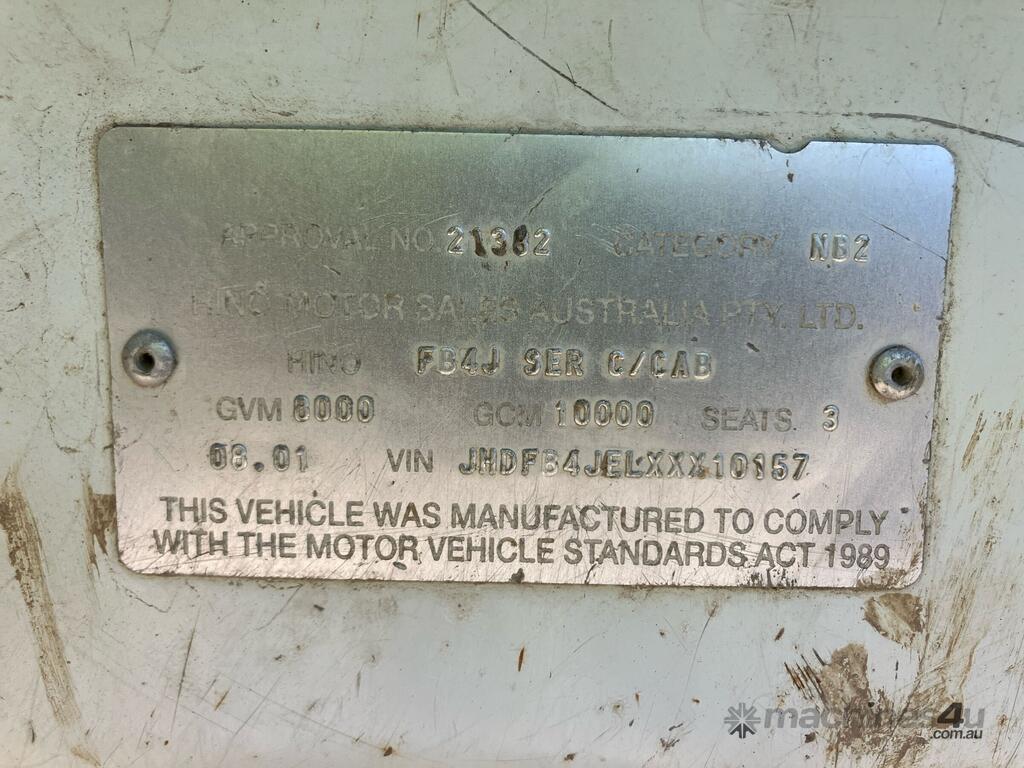 APPROVAL NO. 21382 CATEGORY NB2
HINO MOTOR SALES AUSTRALIA PTY. LTD.
HINO FB4J SER C/CAB
GVM 8000 GCM 10000 SEATS. 3
08.01 VIN JHDFB4JELXXX10157
THIS VEHICLE WAS MANUFACTURED TO COMPLY
WITH THE MOTOR VEHICLE STANDARDS ACT 1989
machines4u
.com.au